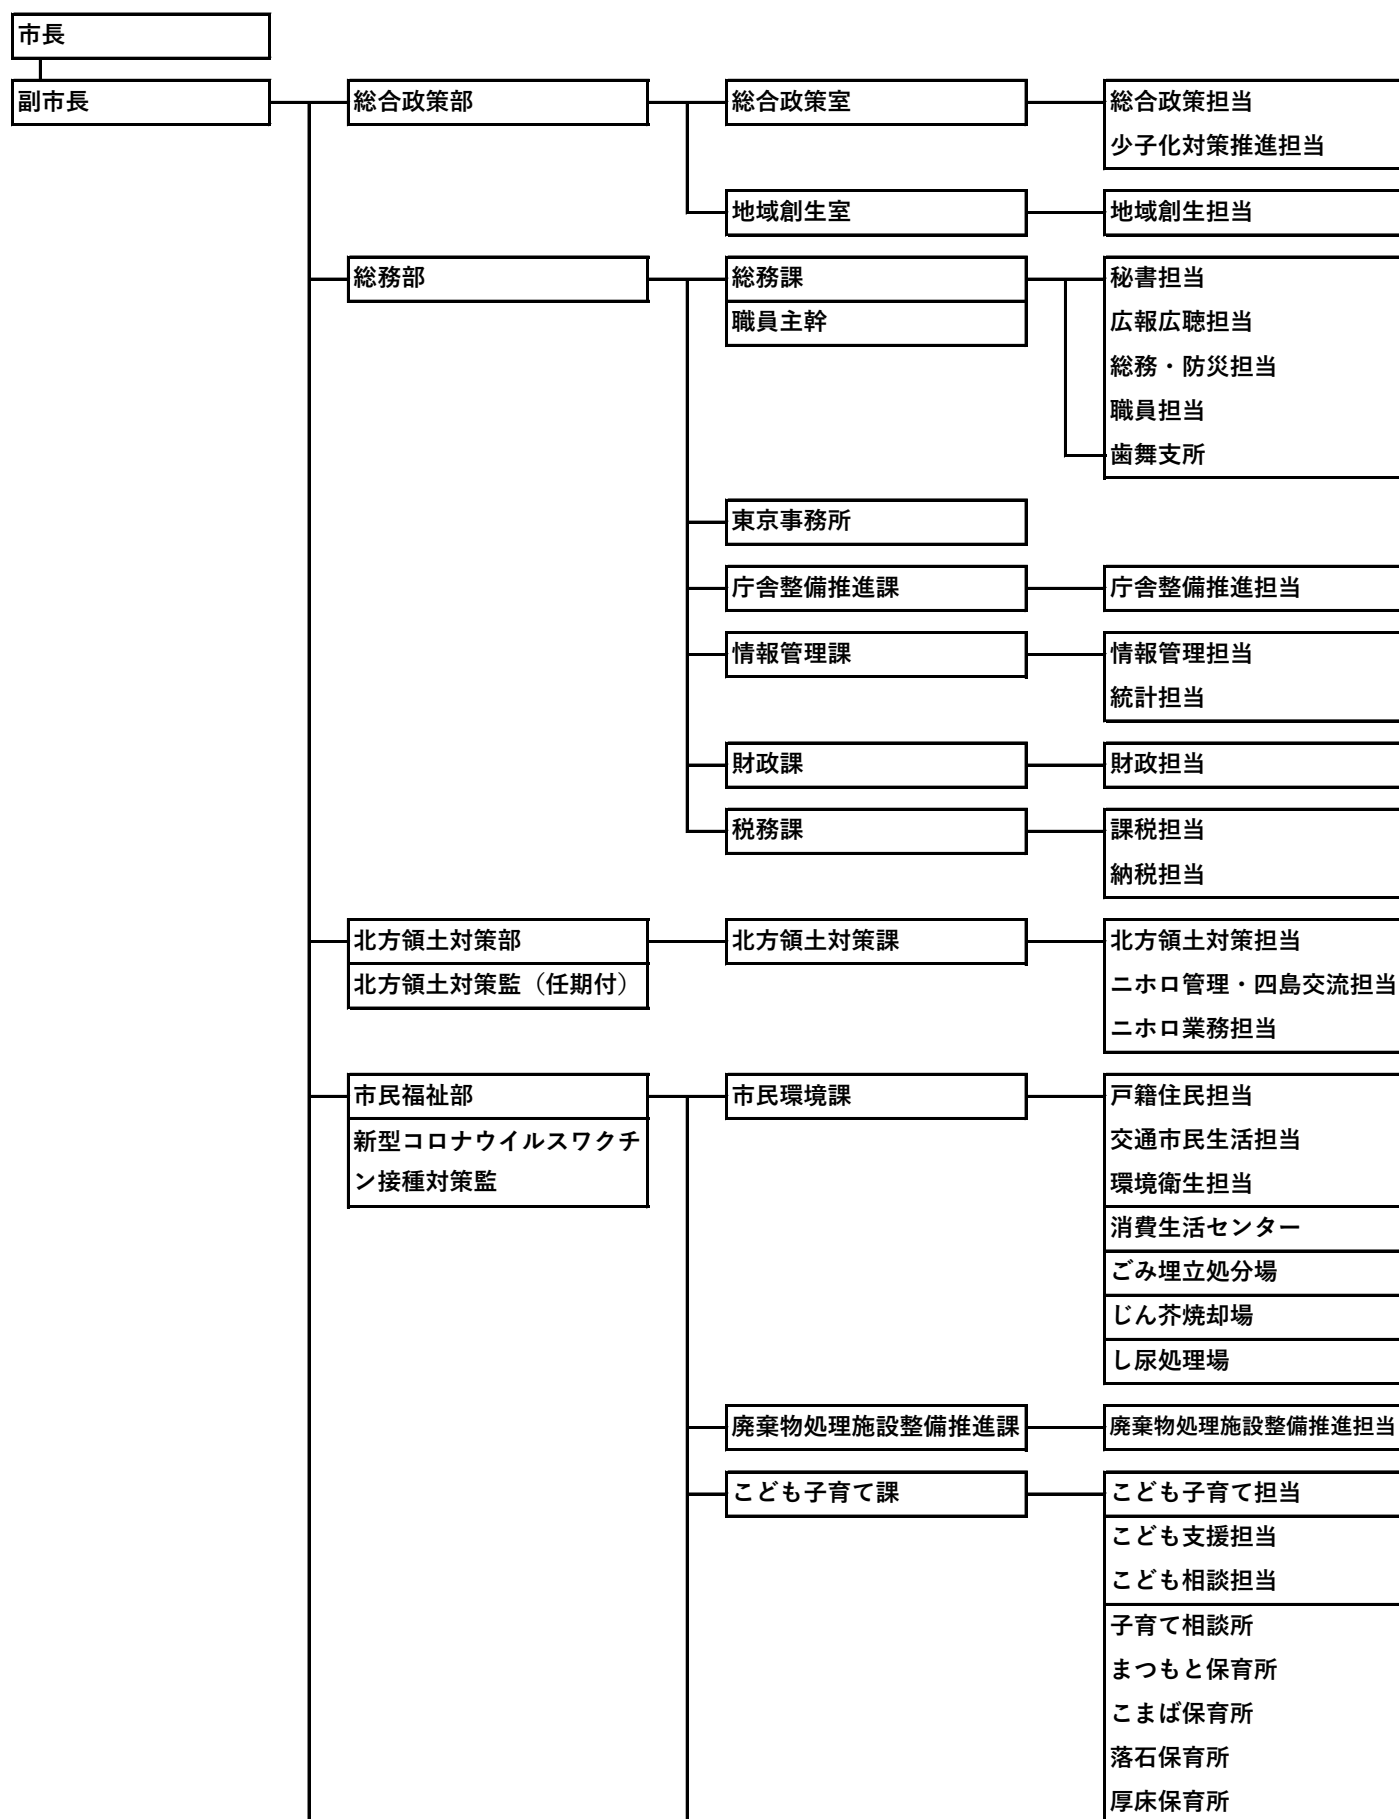 市長
副市長
総合政策部
総合政策室
総合政策担当
少子化対策推進担当
地域創生室
地域創生担当
総務部
総務課
秘書担当
職員主幹
広報広聴担当
総務・防災担当
職員担当
歯舞支所
東京事務所
庁舎整備推進課
庁舎整備推進担当
情報管理課
情報管理担当
統計担当
財政課
財政担当
税務課
課税担当
納税担当
北方領土対策部
北方領土対策課
北方領土対策担当
北方領土対策監（任期付）
ニホロ管理・四島交流担当
ニホロ業務担当
市民福祉部
市民環境課
戸籍住民担当
新型コロナウイルスワクチ
ン接種対策監
交通市民生活担当
環境衛生担当
消費生活センター
ごみ埋立処分場
じん芥焼却場
し尿処理場
廃棄物処理施設整備推進課
廃棄物処理施設整備推進担当
こども子育て課
こども子育て担当
こども支援担当
こども相談担当
子育て相談所
まつもと保育所
こまば保育所
落石保育所
厚床保育所